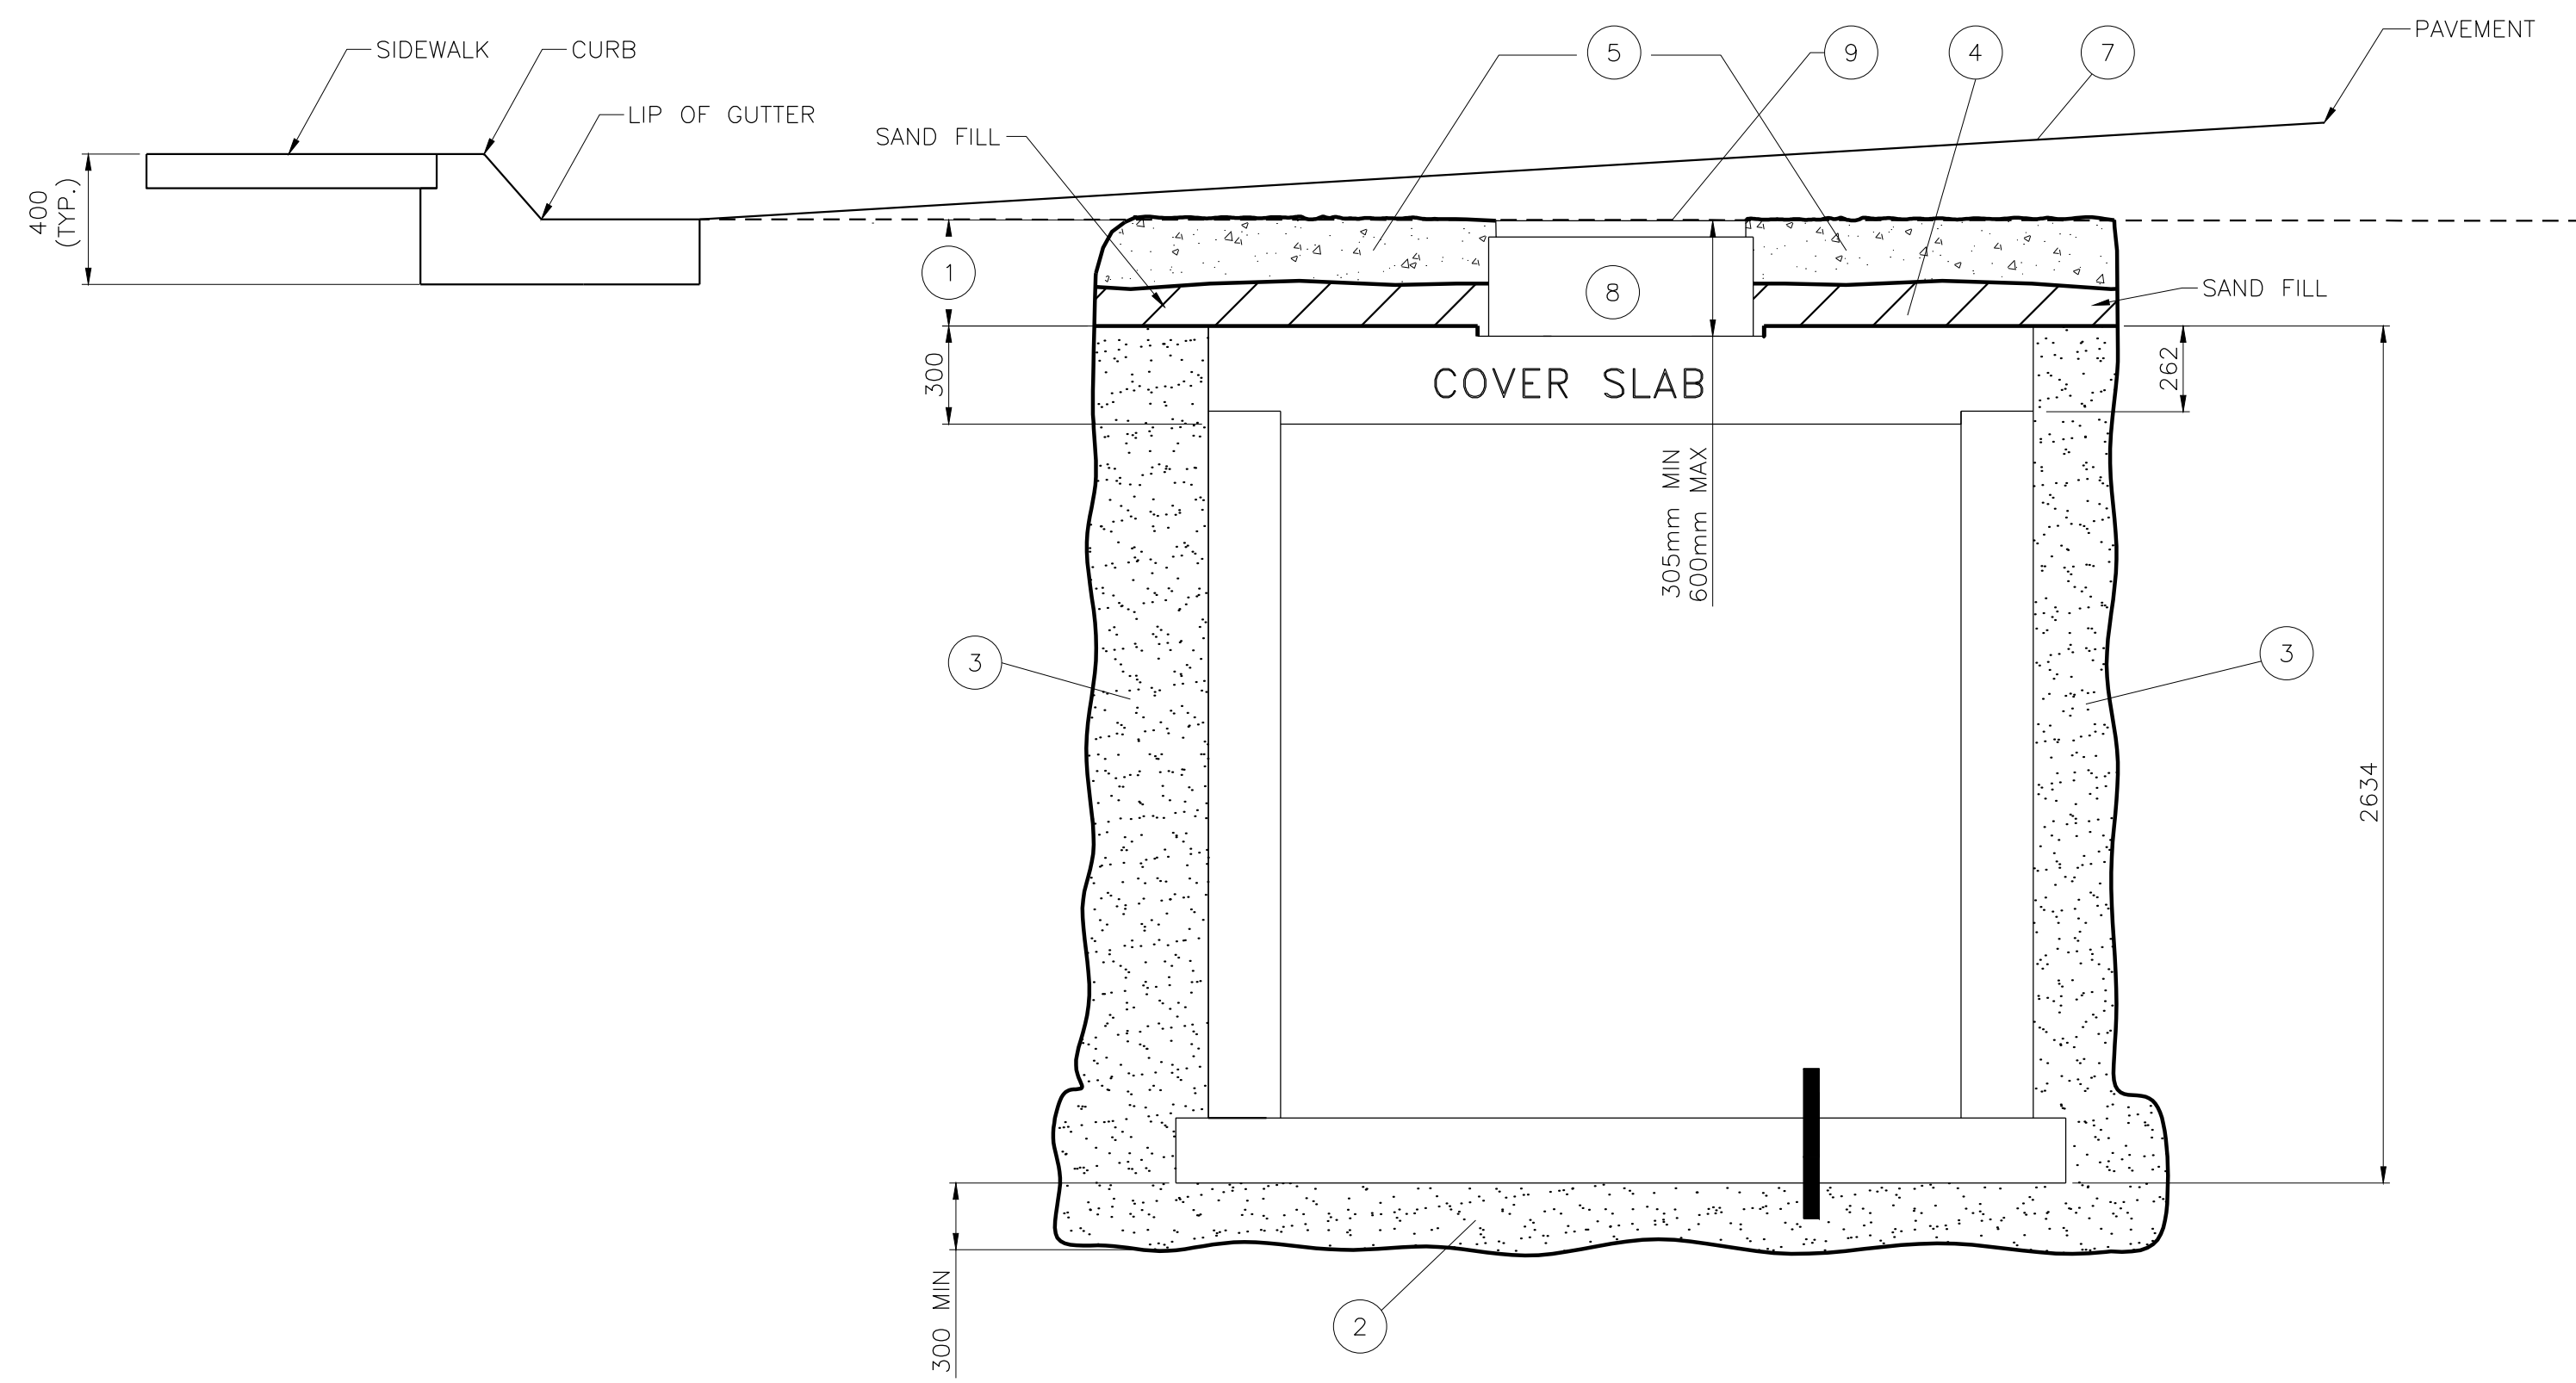 PAVEMENT
SIDEWALK
CURB
5
9
4
7
LIP OF GUTTER
SAND FILL
400
(TYP.)
1
8
SAND FILL
300
COVER SLAB
262
305mm MIN
600mm MAX
3
3
2634
300 MIN
2